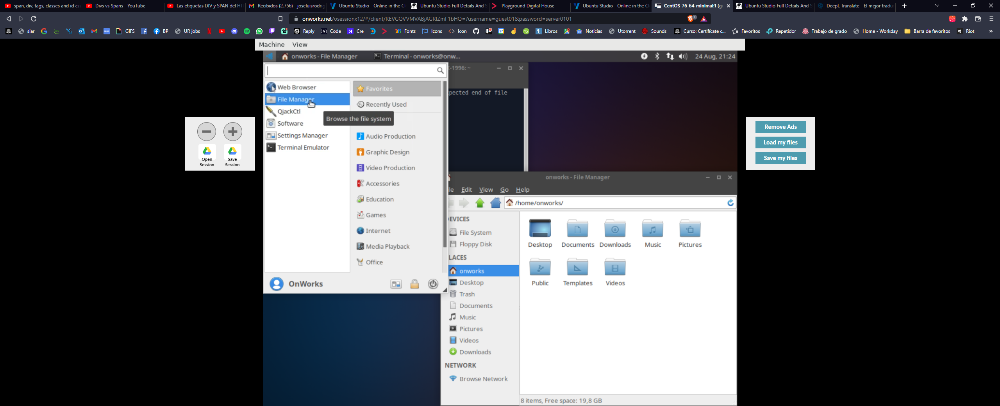 span, div, tags, classes and id css
Divs vs Spans - YouTube
Las etiquetas DIV y SPAN del HT
Recibidos (2.756) - joseluisrodrig
Ubuntu Studio - Online in the Cl
Ubuntu Studio Full Details And S
Playground Digital House
Ubuntu Studio - Online in the Cl
CentOS-76-64-minimal:1 (gu
Ubuntu Studio Full Details And S
DeepL Translate - El mejor tradu
onworks.net/osessionx12/#/client/REVGQVVMVABjAGRIZmF1bHQ=?username=guest01&password=server0101
3
siar
GIFS
BP
UR jobs
46
Reply
Code
Cre
Fonts
Icons
Icon
27
Libros
Noticias
Utorrent
Sounds
Curso: Certifícate c...
Favoritos
Repetidor
Trabajo de grado
Home - Workday
Barra de favoritos
Riot
»
Machine View
onworks - File Manager
Terminal - onworks@onw...
24 Aug, 21:24
Web Browser
File Manager
QjackCtl
Software
Settings Manager
Terminal Emulator
Browse the file system
Favorites
Recently Used
Audio Production
Graphic Design
Video Production
Accessories
Education
Games
Internet
Media Playback
Office
OnWorks
-1996: ~
pected end of file
Open Session
Save Session
Remove Ads
Load my files
Save my files
onworks - File Manager
le Edit View Go Help
/home/onworks/
EVICES
File System
Floppy Disk
LACES
onworks
Desktop
Trash
Documents
Music
Pictures
Videos
Downloads
NETWORK
Browse Network
Desktop Documents Downloads Music Pictures
Public Templates Videos
8 items, Free space: 19,8 GB